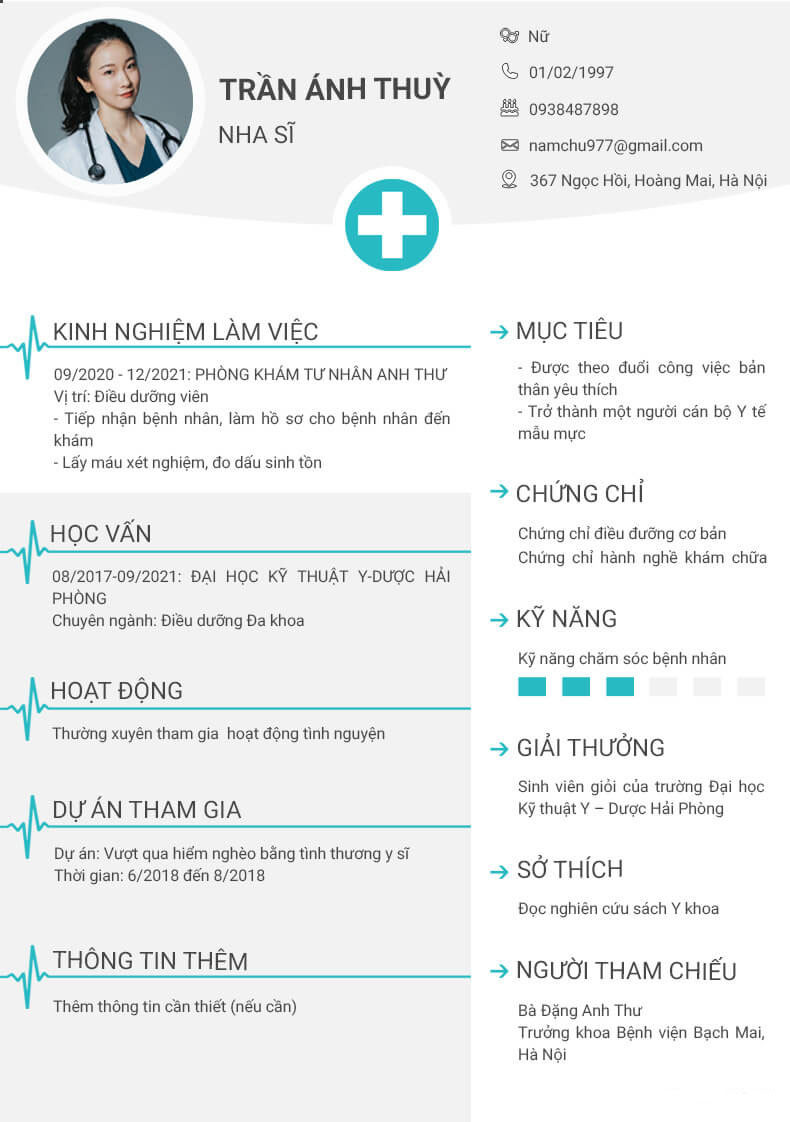 TRẦN ÁNH THUỲ
NHA SĨ
Nữ
01/02/1997
0938487898
namchu977@gmail.com
367 Ngọc Hồi, Hoàng Mai, Hà Nội
KINH NGHIỆM LÀM VIỆC
09/2020 - 12/2021: PHÒNG KHÁM TƯ NHÂN ANH THƯ
Vị trí: Điều dưỡng viên
- Tiếp nhận bệnh nhân, làm hồ sơ cho bệnh nhân đến
khám
- Lấy máu xét nghiệm, đo dấu sinh tồn
HỌC VẤN
08/2017-09/2021: ĐẠI HỌC KỸ THUẬT Y-DƯỢC HẢI
PHÒNG
Chuyên ngành: Điều dưỡng Đa khoa
HOẠT ĐỘNG
Thường xuyên tham gia  hoạt động tình nguyện
DỰ ÁN THAM GIA
Dự án: Vượt qua hiểm nghèo bằng tình thương y sĩ
Thời gian: 6/2018 đến 8/2018
THÔNG TIN THÊM
Thêm thông tin cần thiết (nếu cần)
MỤC TIÊU
- Được theo đuổi công việc bản
thân yêu thích
- Trở thành một người cán bộ Y tế
mẫu mực
CHỨNG CHỈ
Chứng chỉ điều đưỡng cơ bản
Chứng chỉ hành nghề khám chữa
KỸ NĂNG
Kỹ năng chăm sóc bệnh nhân
GIẢI THƯỞNG
Sinh viên giỏi của trường Đại học
Kỹ thuật Y – Dược Hải Phòng
SỞ THÍCH
Đọc nghiên cứu sách Y khoa
NGƯỜI THAM CHIẾU
Bà Đặng Anh Thư
Trưởng khoa Bệnh viện Bạch Mai,
Hà Nội